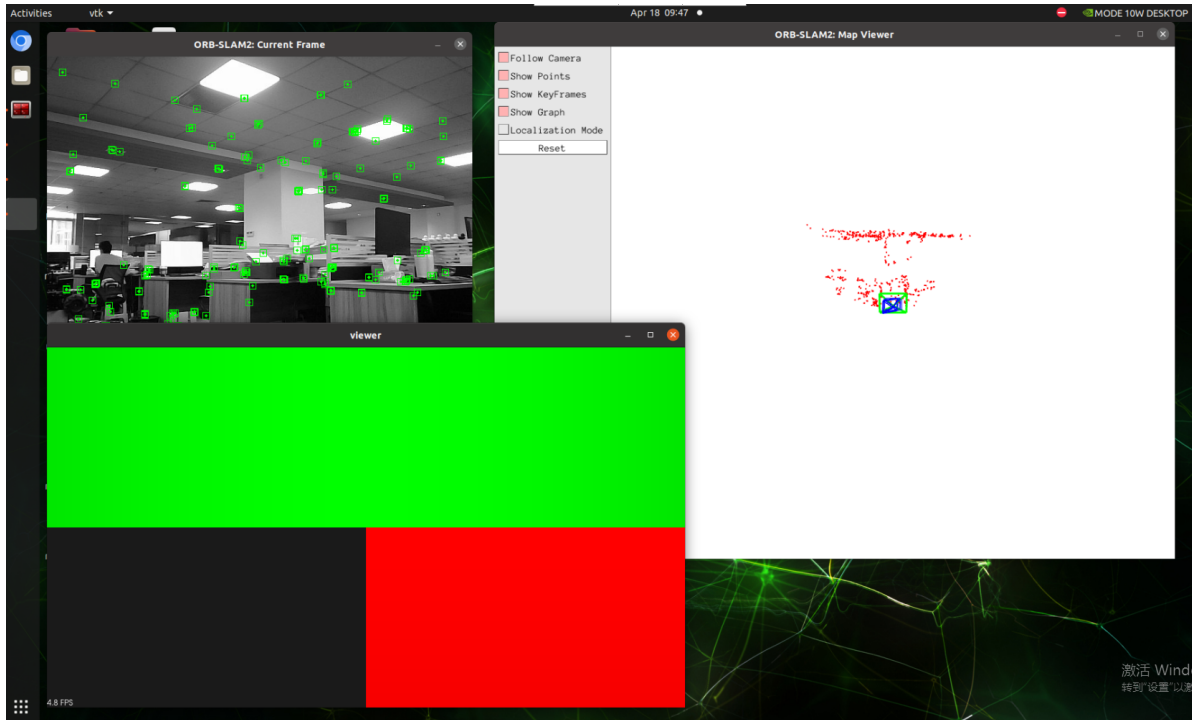 Activities
vtk
Apr 18 09:47
MODE 10W DESKTOP
ORB-SLAM2: Current Frame
ORB-SLAM2: Map Viewer
Follow Camera
Show Points
Show KeyFrames
Show Graph
Localization Mode
Reset
viewer
4.8 FPS
激活 Wind
转到"设置"以激